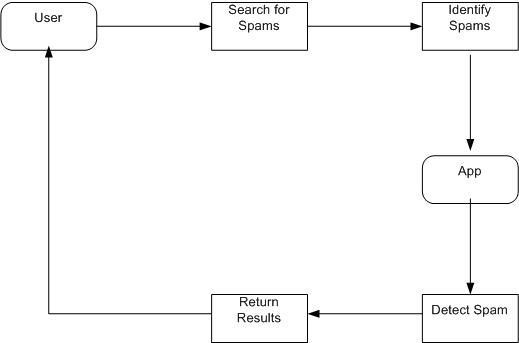 User
Search for
Spams
Identify
Spams
App
Return
Results
Detect Spam